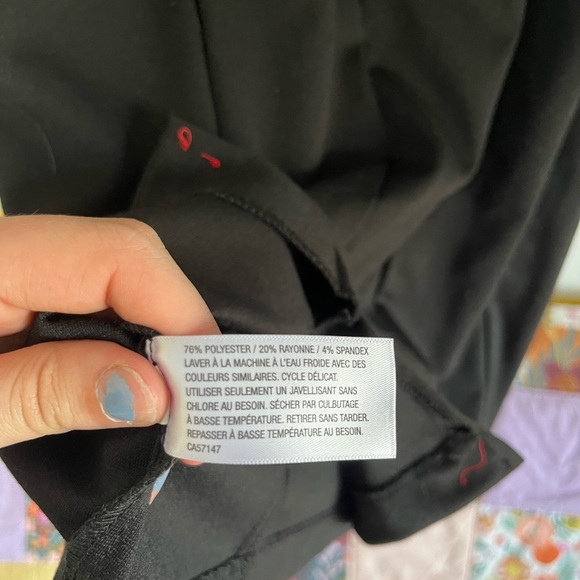 76% POLYESTER / 20% RAYONNE / 4% SPANDEX
LAVER À LA MACHINE À L'EAU FROIDE AVEC DES
COULEURS SIMILAIRES. CYCLE DÉLICAT.
UTILISER SEULEMENT UN JAVELLISANT SANS
CHLORE AU BESOIN. SÉCHER PAR CULBUTAGE
À BASSE TEMPÉRATURE. RETIRER SANS TARDER.
REPASSER À BASSE TEMPÉRATURE AU BESOIN.
CA57147